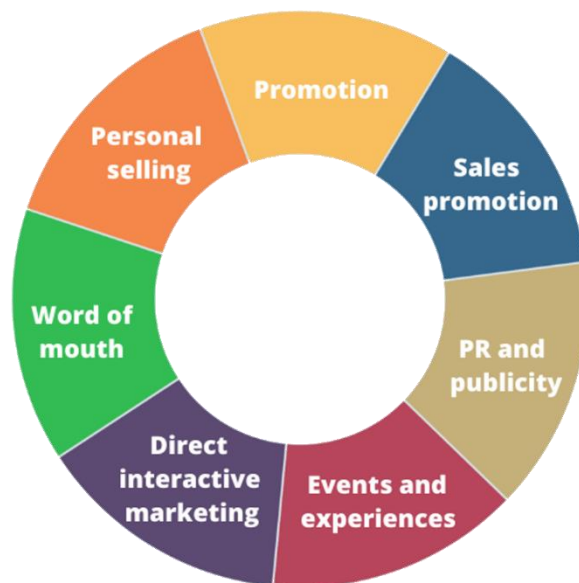 Promotion
Sales
promotion
PR and
publicity
Events and
experiences
Direct
interactive
marketing
Word of
mouth
Personal
selling